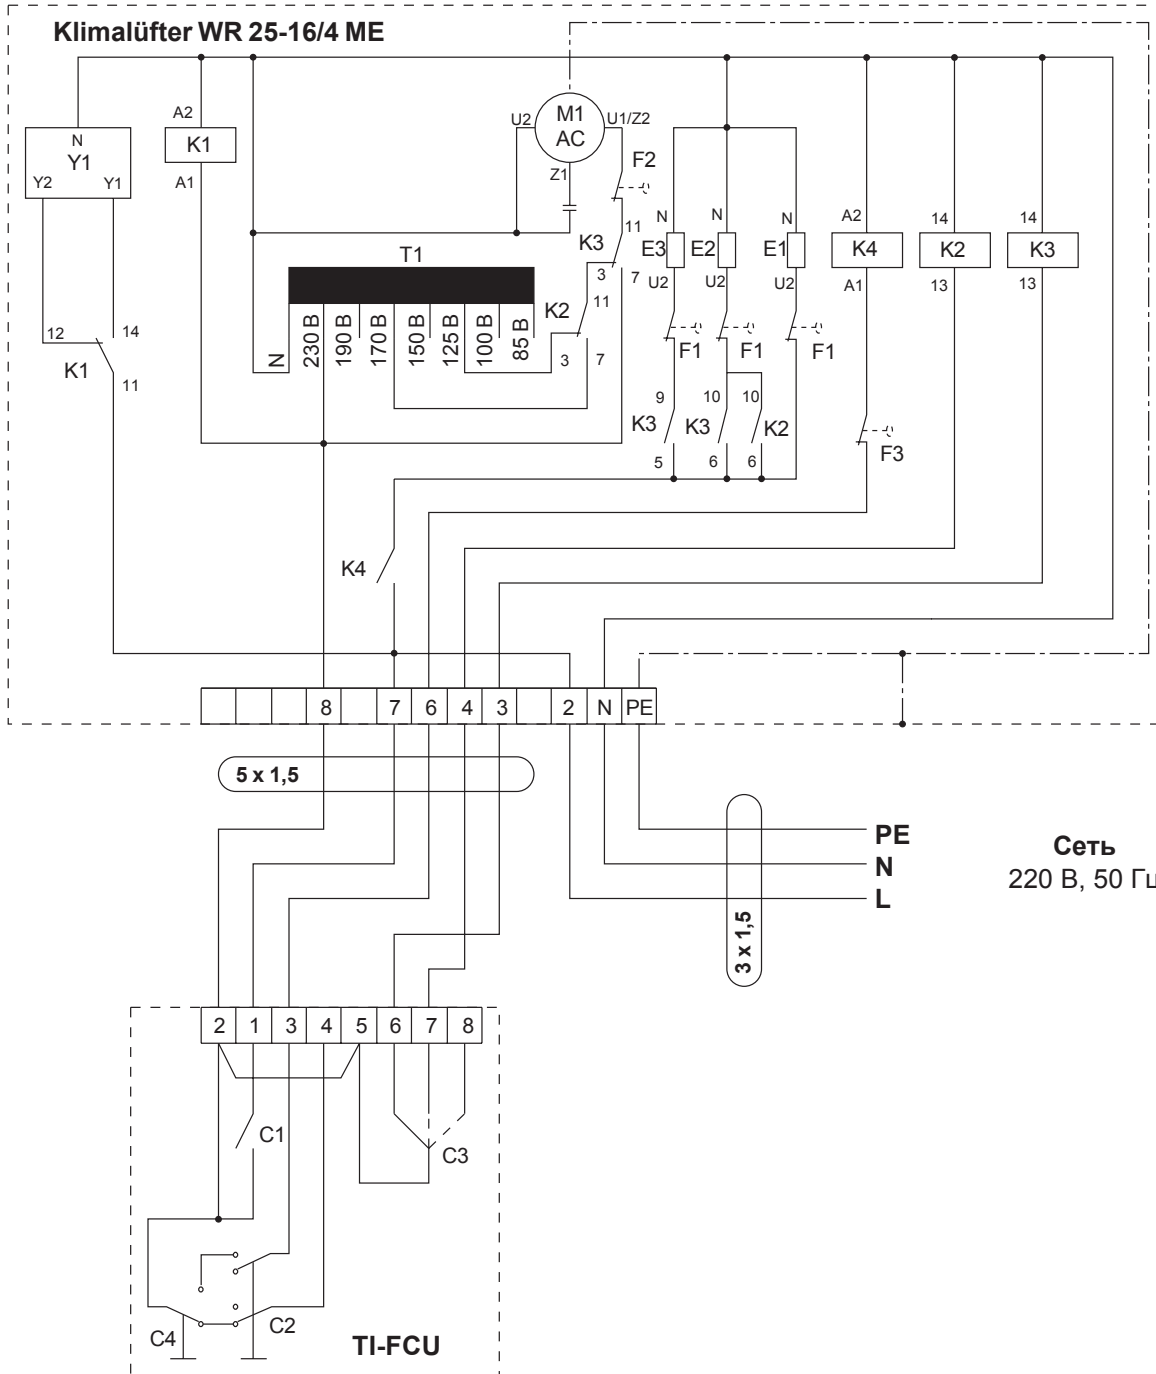 Klimalüfter WR 25-16/4 ME
A2
N
Y1
Y2 Y1
K1
A1
U2
M1
AC
U1/Z2
Z1
F2
11
K3
3 7
T1
N
230 В
190 В
170 В
150 В
125 В
100 В
85 В
K2
11
3 7
12 14
K1
11
N N N
E3 E2 E1
U2 U2 U2
F1 F1 F1
9 10 10
K3 K3 K2
5 6 6
A2
K4
A1
14
K2
13
14
K3
13
F3
K4
8 7 6 4 3 2 N PE
5 x 1,5
3 x 1,5
PE
N
L
Сеть
220 В, 50 Гц
2 1 3 4 5 6 7 8
C1
C3
C4
C2
TI-FCU